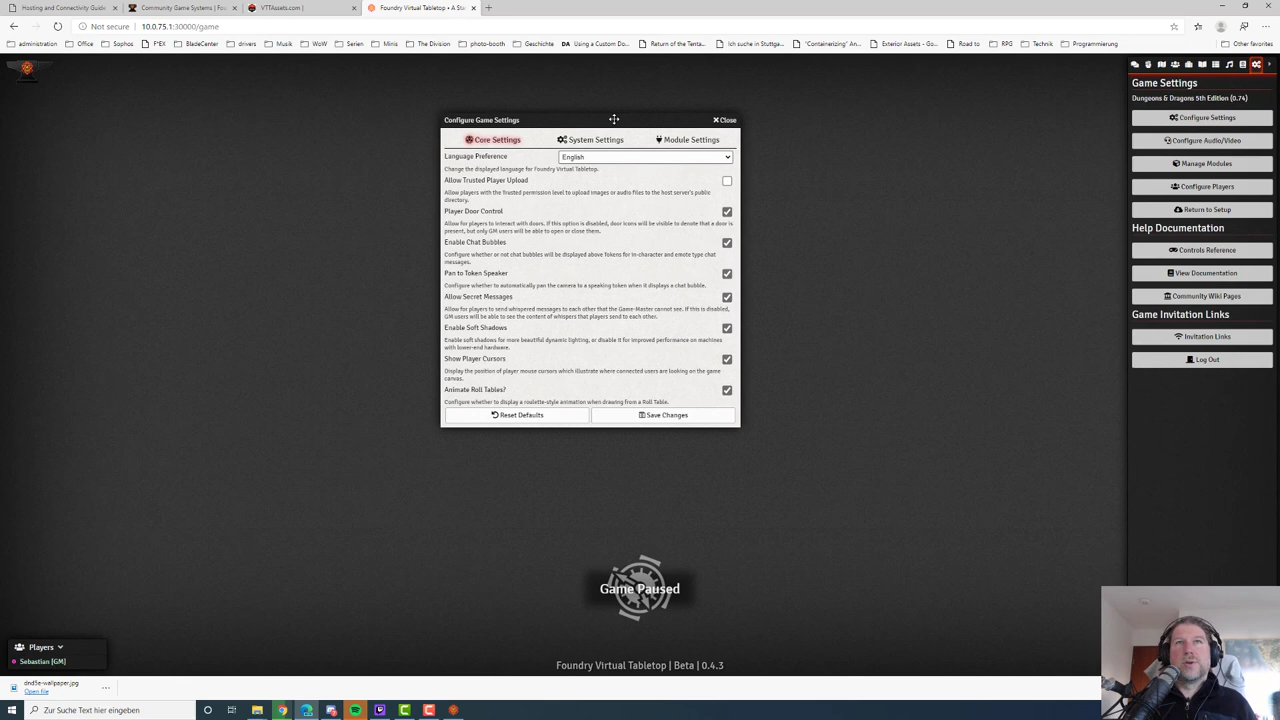 Hosting and Connectivity Guide
Community Game Systems | Fou
VTTAssets.com |
Foundry Virtual Tabletop • A Sta
Not secure | 10.0.75.1:30000/game
administration
Office
Sophos
F*EX
BladeCenter
drivers
Musik
WoW
Serien
Minis
The Division
photo-booth
Geschichte
DA Using a Custom Do...
Return of the Tenta...
Ich suche in Stuttga...
"Containerizing" An...
Exterior Assets - Go...
Road to
RPG
Technik
Programmierung
Other favorites
Game Settings
Dungeons & Dragons 5th Edition (0.74)
Configure Settings
Configure Audio/Video
Manage Modules
Configure Players
Return to Setup
Help Documentation
Controls Reference
View Documentation
Community Wiki Pages
Game Invitation Links
Invitation Links
Log Out
Configure Game Settings
Close
Core Settings
System Settings
Module Settings
Language Preference
English
Change the displayed language for Foundry Virtual Tabletop.
Allow Trusted Player Upload
Allow players with the Trusted permission level to upload images or audio files to the host server's public
directory.
Player Door Control
Allow for players to interact with doors. If this option is disabled, door icons will be visible to denote that a door is
present, but only GM users will be able to open or close them.
Enable Chat Bubbles
Configure whether or not chat bubbles will be displayed above Tokens for in-character and emote type chat
messages.
Pan to Token Speaker
Configure whether to automatically pan the camera to a speaking token when it displays a chat bubble.
Allow Secret Messages
Allow for players to send whispered messages to each other that the Game-Master cannot see. If this is disabled,
GM users will be able to see the content of whispers that players send to each other.
Enable Soft Shadows
Enable soft shadows for more beautiful dynamic lighting, or disable it for improved performance on machines
with lower-end hardware.
Show Player Cursors
Display the position of player mouse cursors which illustrate where connected users are looking on the game
canvas.
Animate Roll Tables?
Configure whether to display a roulette-style animation when drawing from a Roll Table.
Reset Defaults
Save Changes
Game Paused
Players
Sebastian [GM]
Foundry Virtual Tabletop | Beta | 0.4.3
dnd5e-wallpaper.jpg
Open file
Zur Suche Text hier eingeben